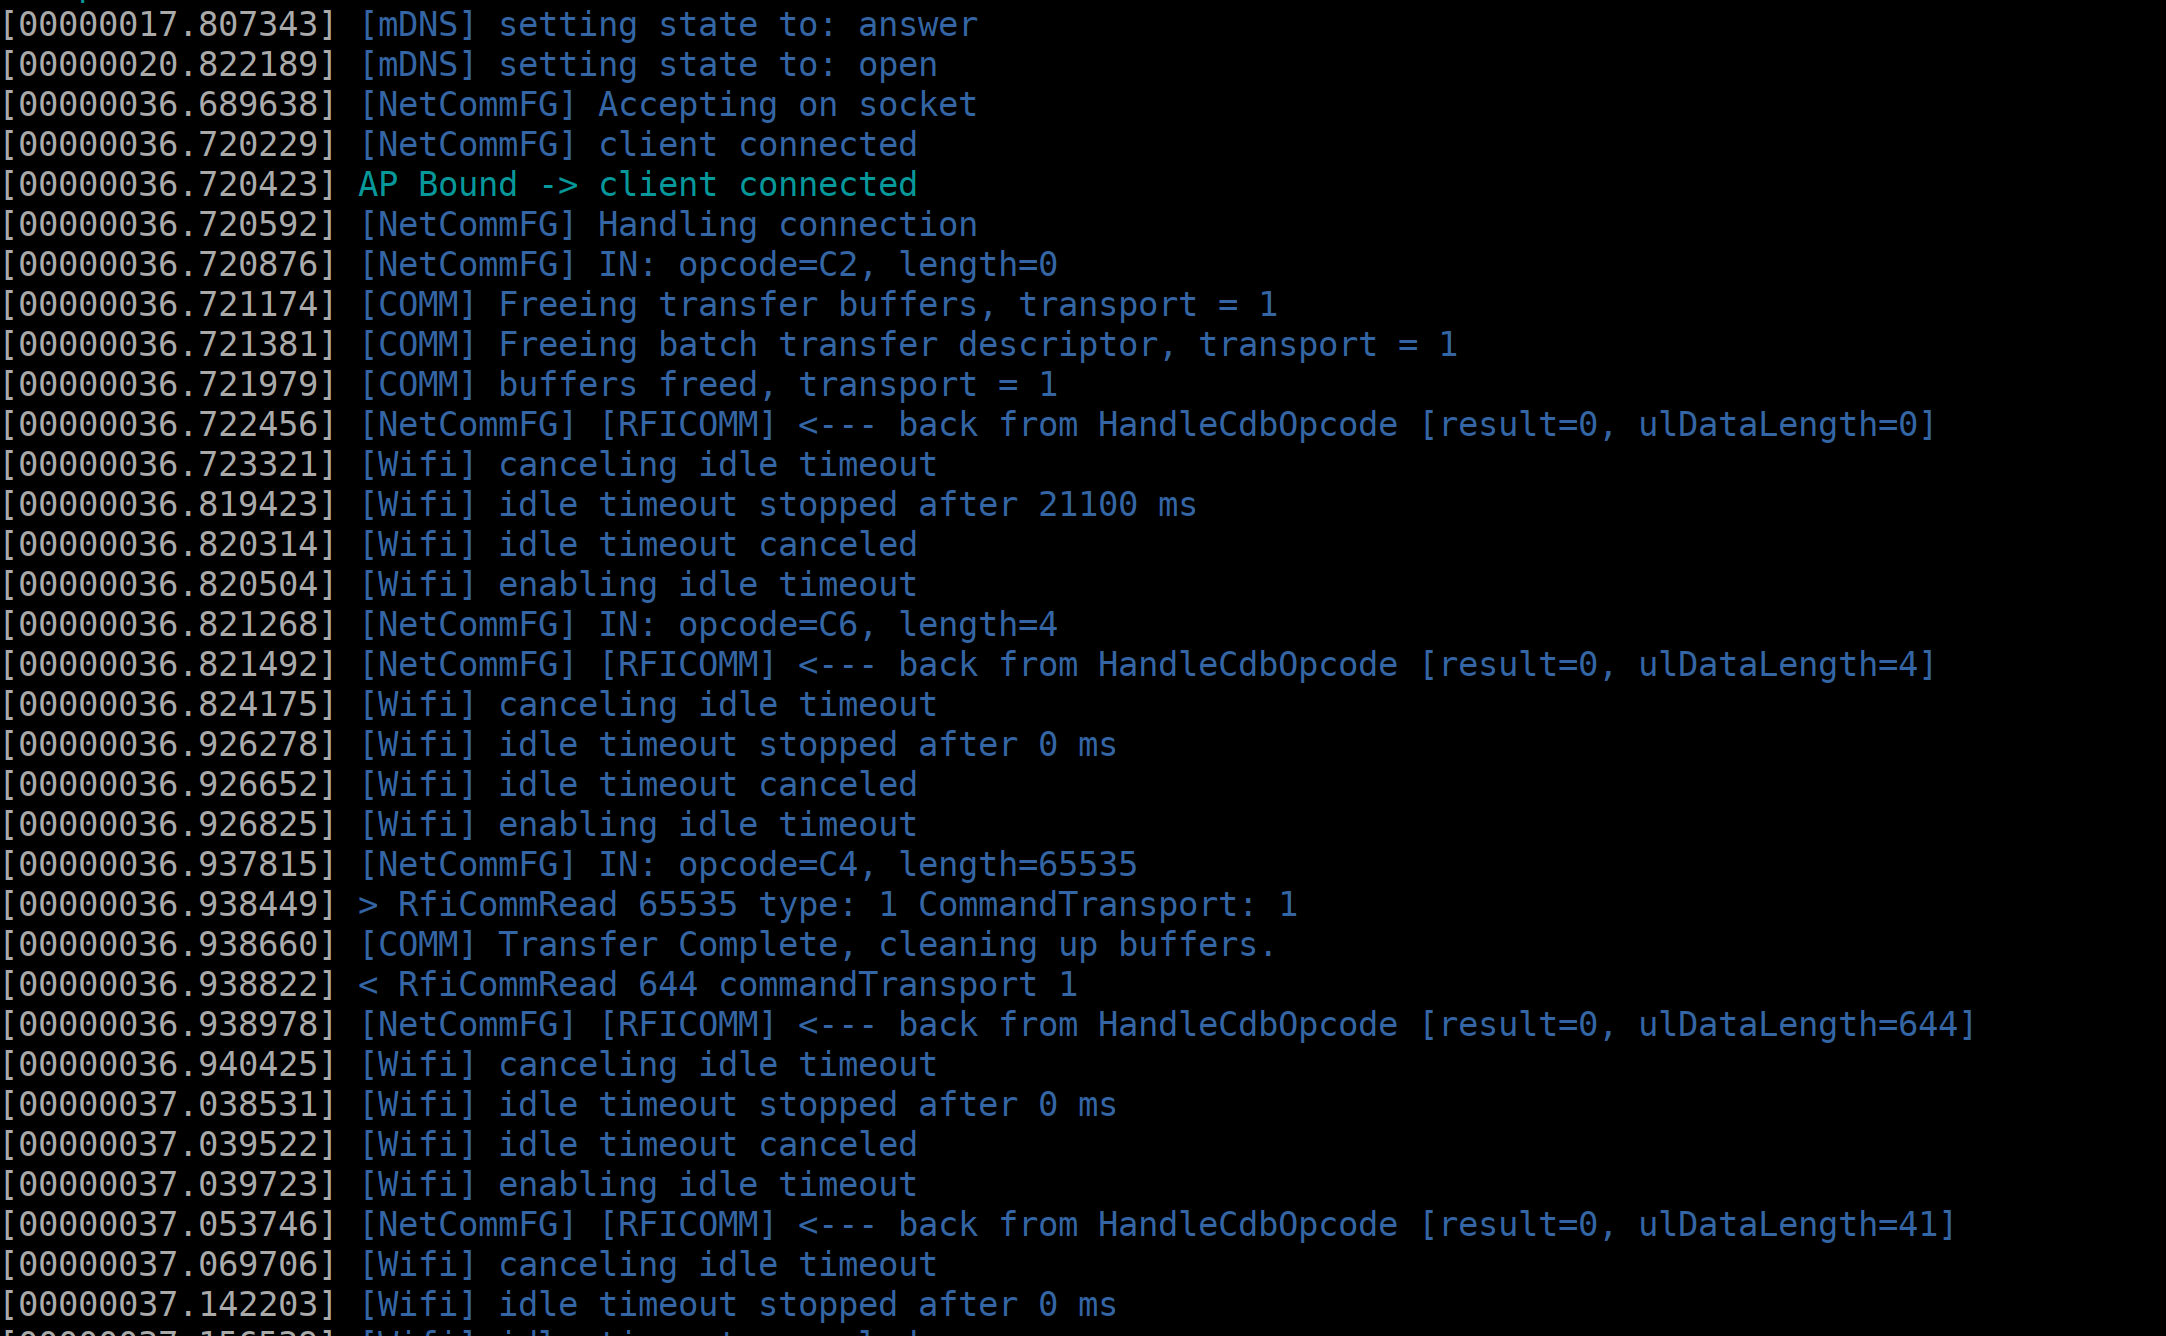 [00000017.807343] [mDNS] setting state to: answer
[00000020.822189] [mDNS] setting state to: open
[00000036.689638] [NetCommFG] Accepting on socket
[00000036.720229] [NetCommFG] client connected
[00000036.720423] AP Bound -> client connected
[00000036.720592] [NetCommFG] Handling connection
[00000036.720876] [NetCommFG] IN: opcode=C2, length=0
[00000036.721174] [COMM] Freeing transfer buffers, transport = 1
[00000036.721381] [COMM] Freeing batch transfer descriptor, transport = 1
[00000036.721979] [COMM] buffers freed, transport = 1
[00000036.722456] [NetCommFG] [RFICOMM] <--- back from HandleCdbOpcode [result=0, ulDataLength=0]
[00000036.723321] [Wifi] canceling idle timeout
[00000036.819423] [Wifi] idle timeout stopped after 21100 ms
[00000036.820314] [Wifi] idle timeout canceled
[00000036.820504] [Wifi] enabling idle timeout
[00000036.821268] [NetCommFG] IN: opcode=C6, length=4
[00000036.821492] [NetCommFG] [RFICOMM] <--- back from HandleCdbOpcode [result=0, ulDataLength=4]
[00000036.824175] [Wifi] canceling idle timeout
[00000036.926278] [Wifi] idle timeout stopped after 0 ms
[00000036.926652] [Wifi] idle timeout canceled
[00000036.926825] [Wifi] enabling idle timeout
[00000036.937815] [NetCommFG] IN: opcode=C4, length=65535
[00000036.938449] > RfiCommRead 65535 type: 1 CommandTransport: 1
[00000036.938660] [COMM] Transfer Complete, cleaning up buffers.
[00000036.938822] < RfiCommRead 644 commandTransport 1
[00000036.938978] [NetCommFG] [RFICOMM] <--- back from HandleCdbOpcode [result=0, ulDataLength=644]
[00000036.940425] [Wifi] canceling idle timeout
[00000037.038531] [Wifi] idle timeout stopped after 0 ms
[00000037.039522] [Wifi] idle timeout canceled
[00000037.039723] [Wifi] enabling idle timeout
[00000037.053746] [NetCommFG] [RFICOMM] <--- back from HandleCdbOpcode [result=0, ulDataLength=41]
[00000037.069706] [Wifi] canceling idle timeout
[00000037.142203] [Wifi] idle timeout stopped after 0 ms